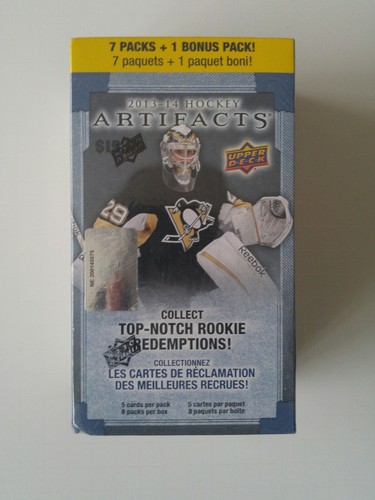 7 PACKS + 1 BONUS PACK!
7 paquets + 1 paquet boni!
2013-14 HOCKEY
ARTIFACTS
UPPER
DECK
29
Reebok
COLLECT
TOP-NOTCH ROOKIE
REDEMPTIONS!
COLLECTIONNEZ
LES CARTES DE RÉCLAMATION
DES MEILLEURES RECRUES!
5 cards per pack 5 cartes par paquet
8 packs per box 8 paquets par boîte